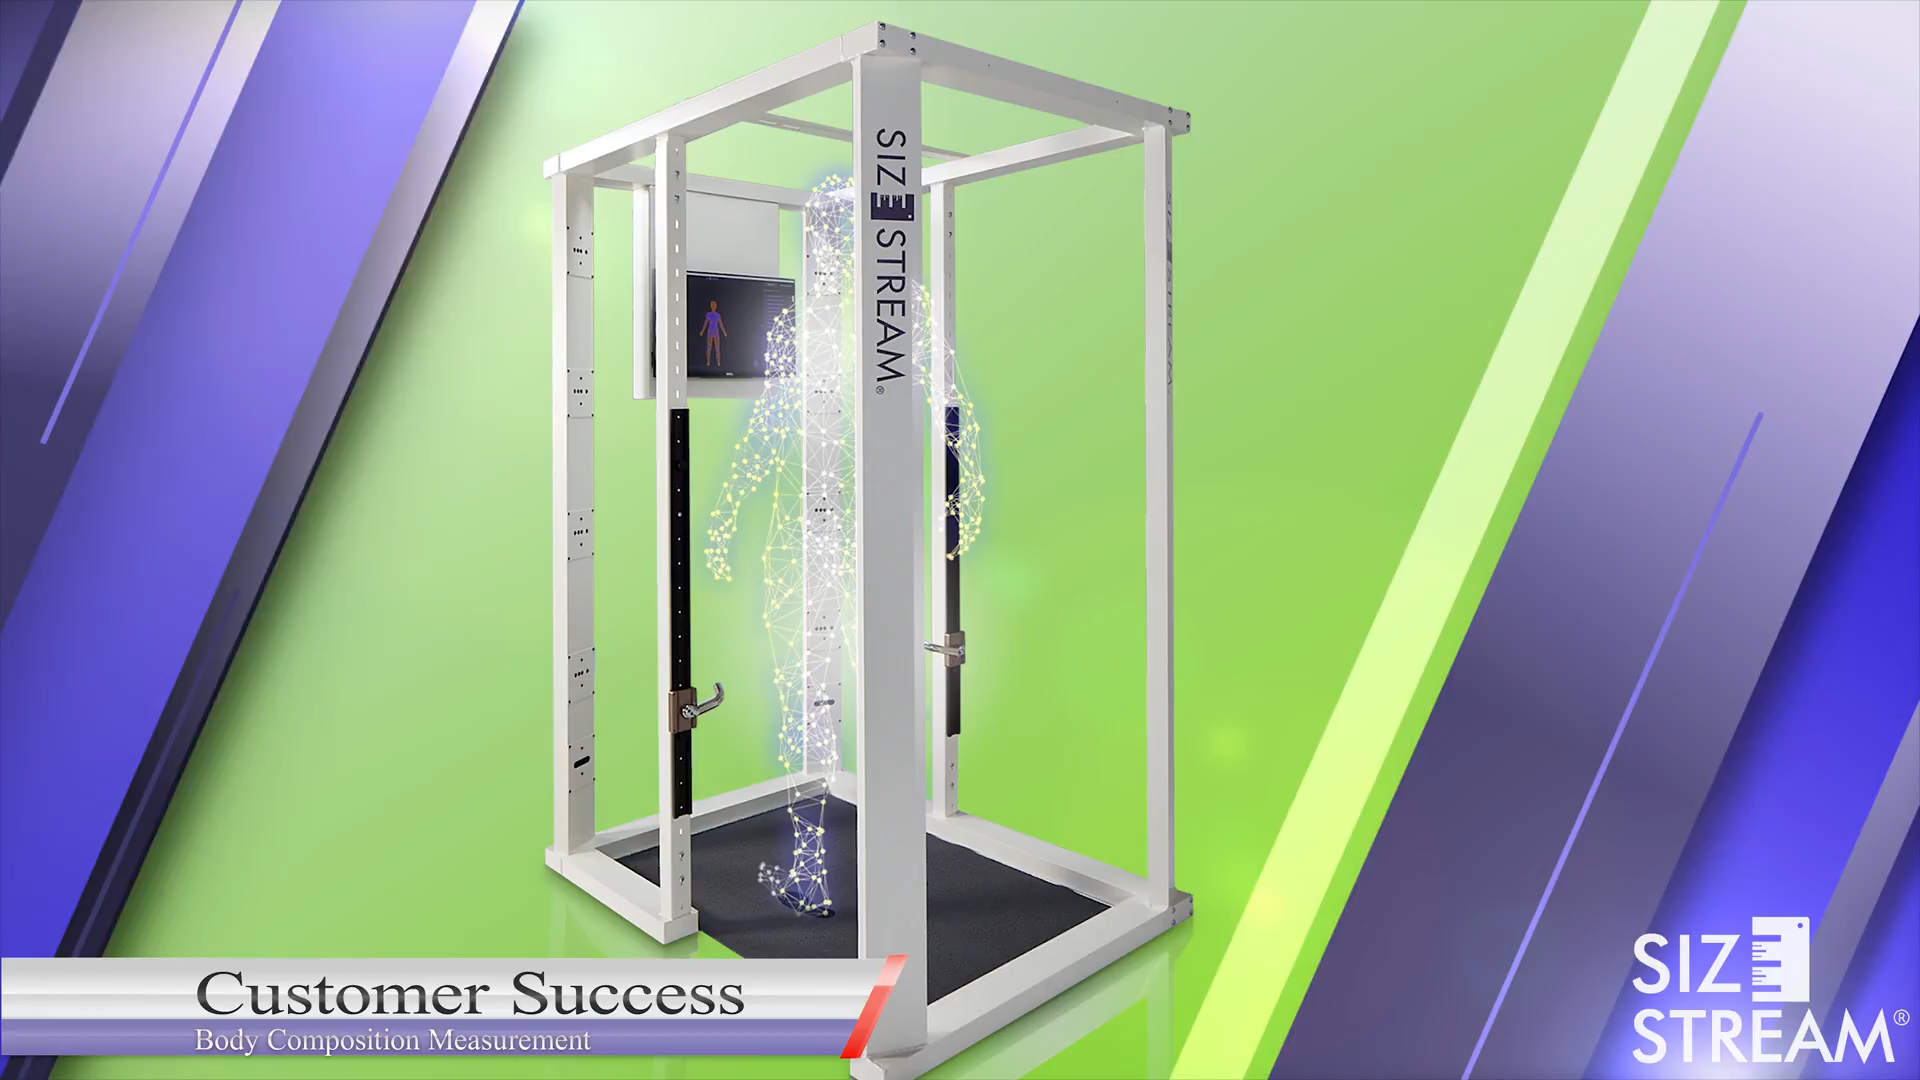 SIZE STREAM®
Customer Success
Body Composition Measurement
SIZE
STREAM®